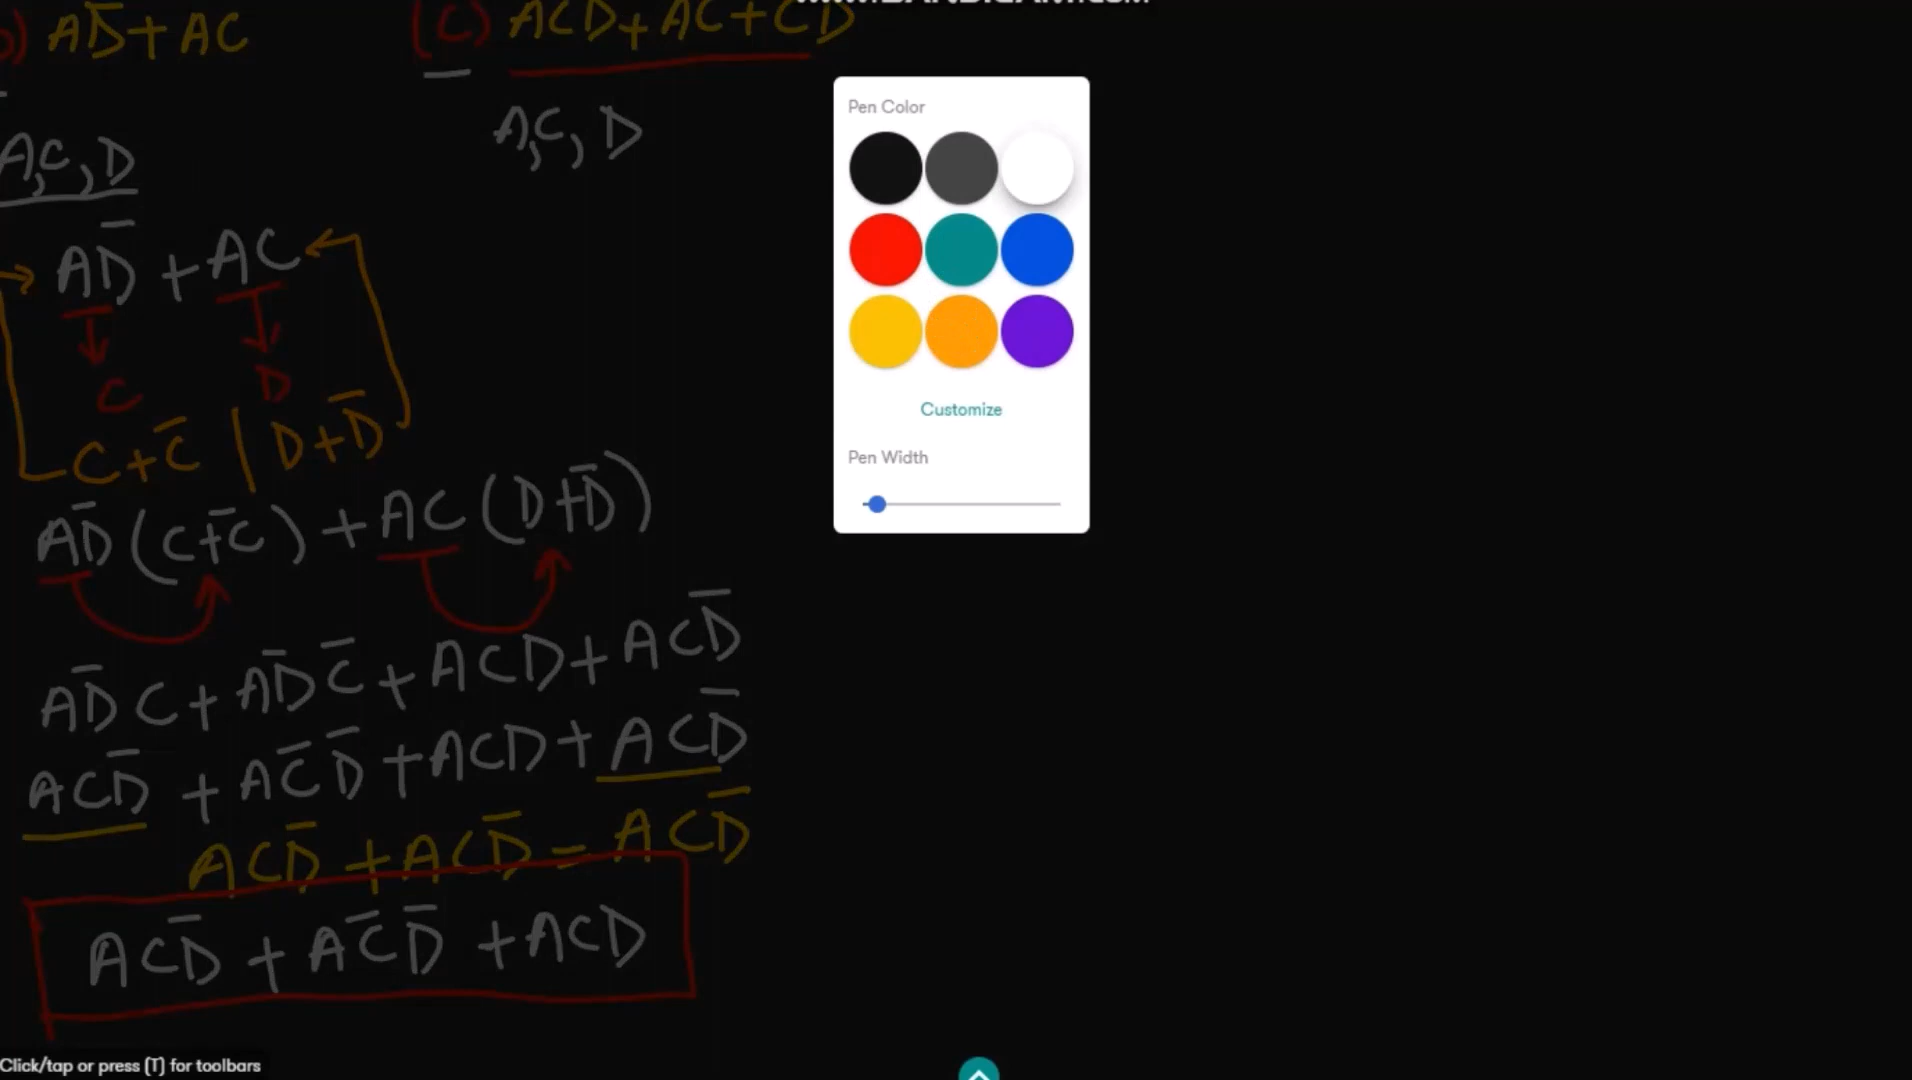 b) AD̅ + AC
(C) ACD + AC + CD
A,C,D
A,C,D
AD̅ + AC
C D
C+C̅ | D+D̅
AD̅(C+C̅) + AC(D+D̅)
AD̅C + AD̅C̅ + ACD + ACD̅
ACD̅ + AC̅D̅ + ACD + ACD̅
ACD̅ + ACD̅ = ACD̅
ACD̅ + AC̅D̅ + ACD
Pen Color
Customize
Pen Width
Click/tap or press [T] for toolbars